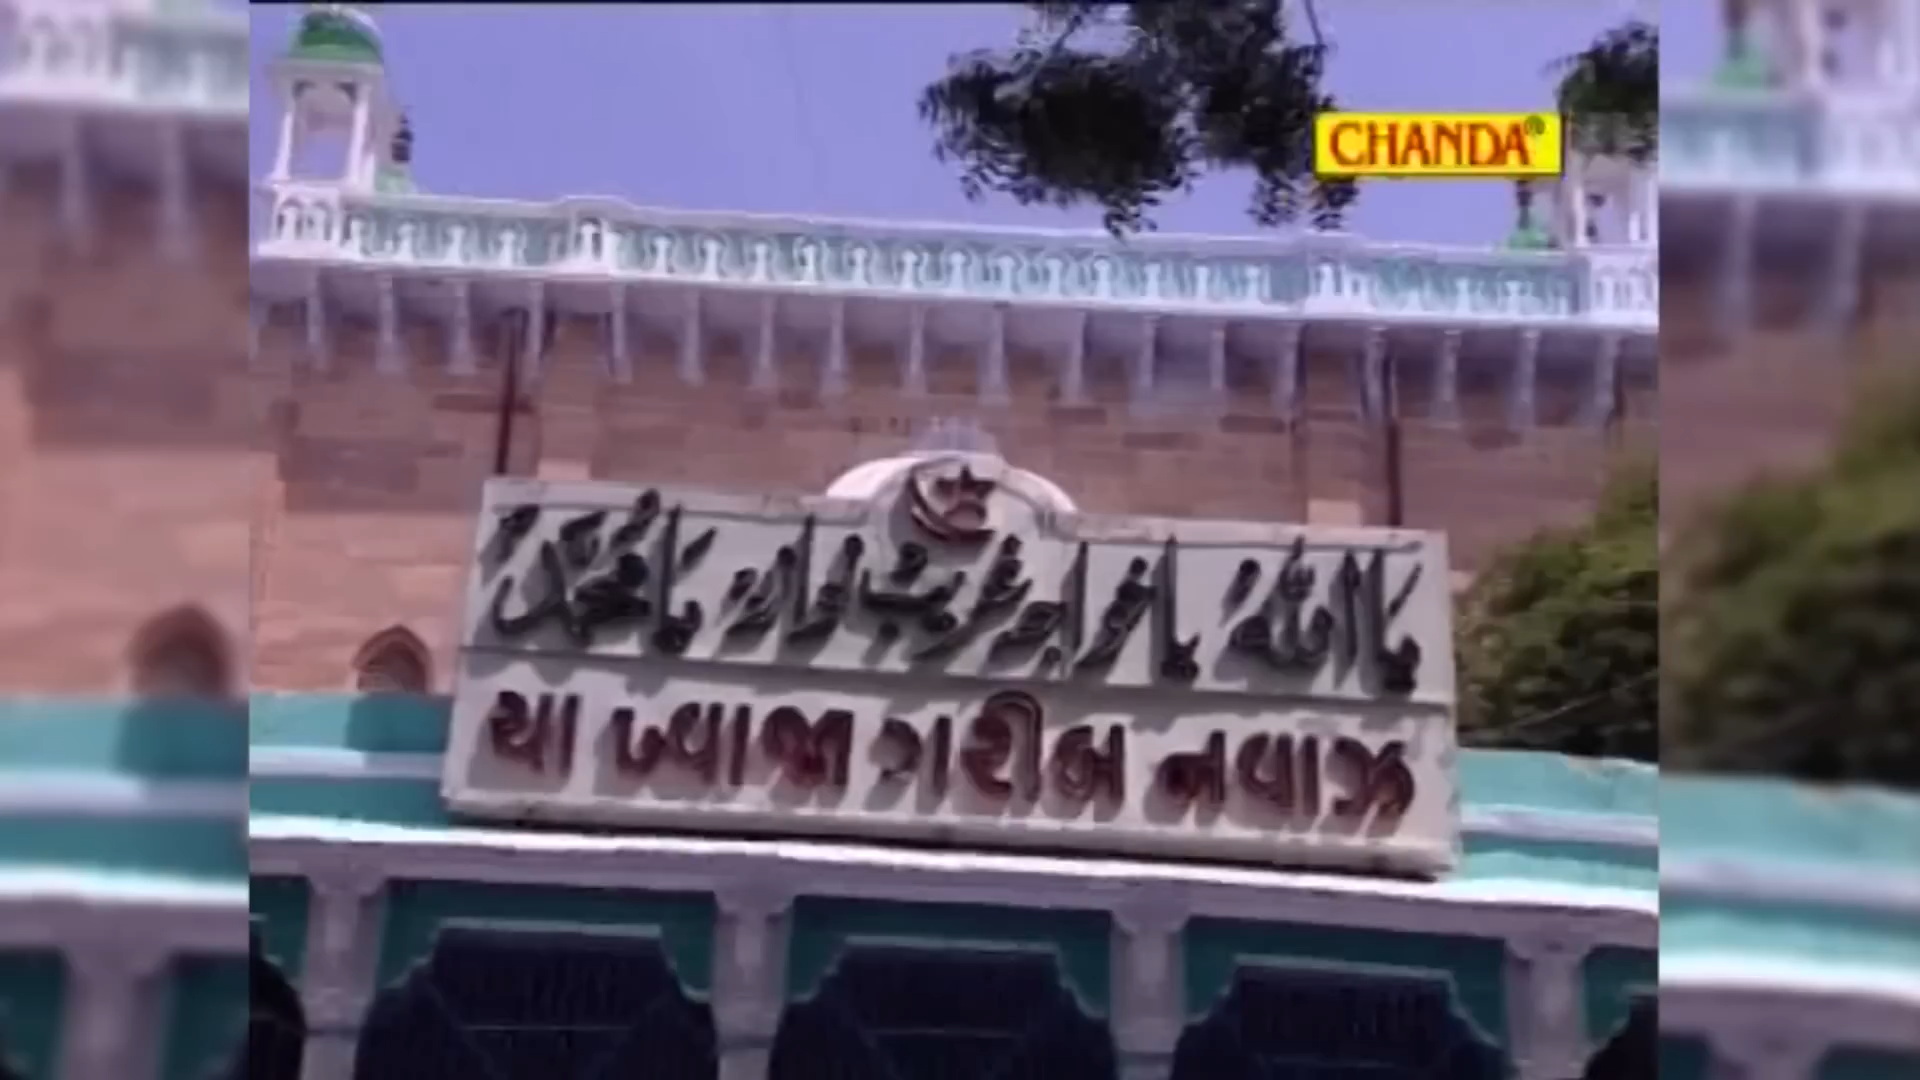 CHANDA
یا اللہ یا خواجہ غریب نواز یا محمد
યા ખ્વાજા ગરીબ નવાઝ